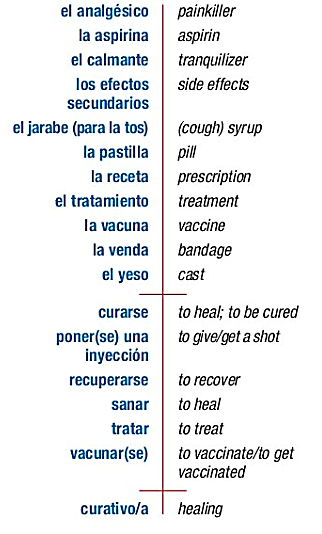 el analgésico painkiller
la aspirina aspirin
el calmante tranquilizer
los efectos side effects
secundarios
el jarabe (para la tos) (cough) syrup
la pastilla pill
la receta prescription
el tratamiento treatment
la vacuna vaccine
la venda bandage
el yeso cast
curarse to heal; to be cured
poner(se) una to give/get a shot
inyección
recuperarse to recover
sanar to heal
tratar to treat
vacunar(se) to vaccinate/to get
vaccinated
curativo/a healing